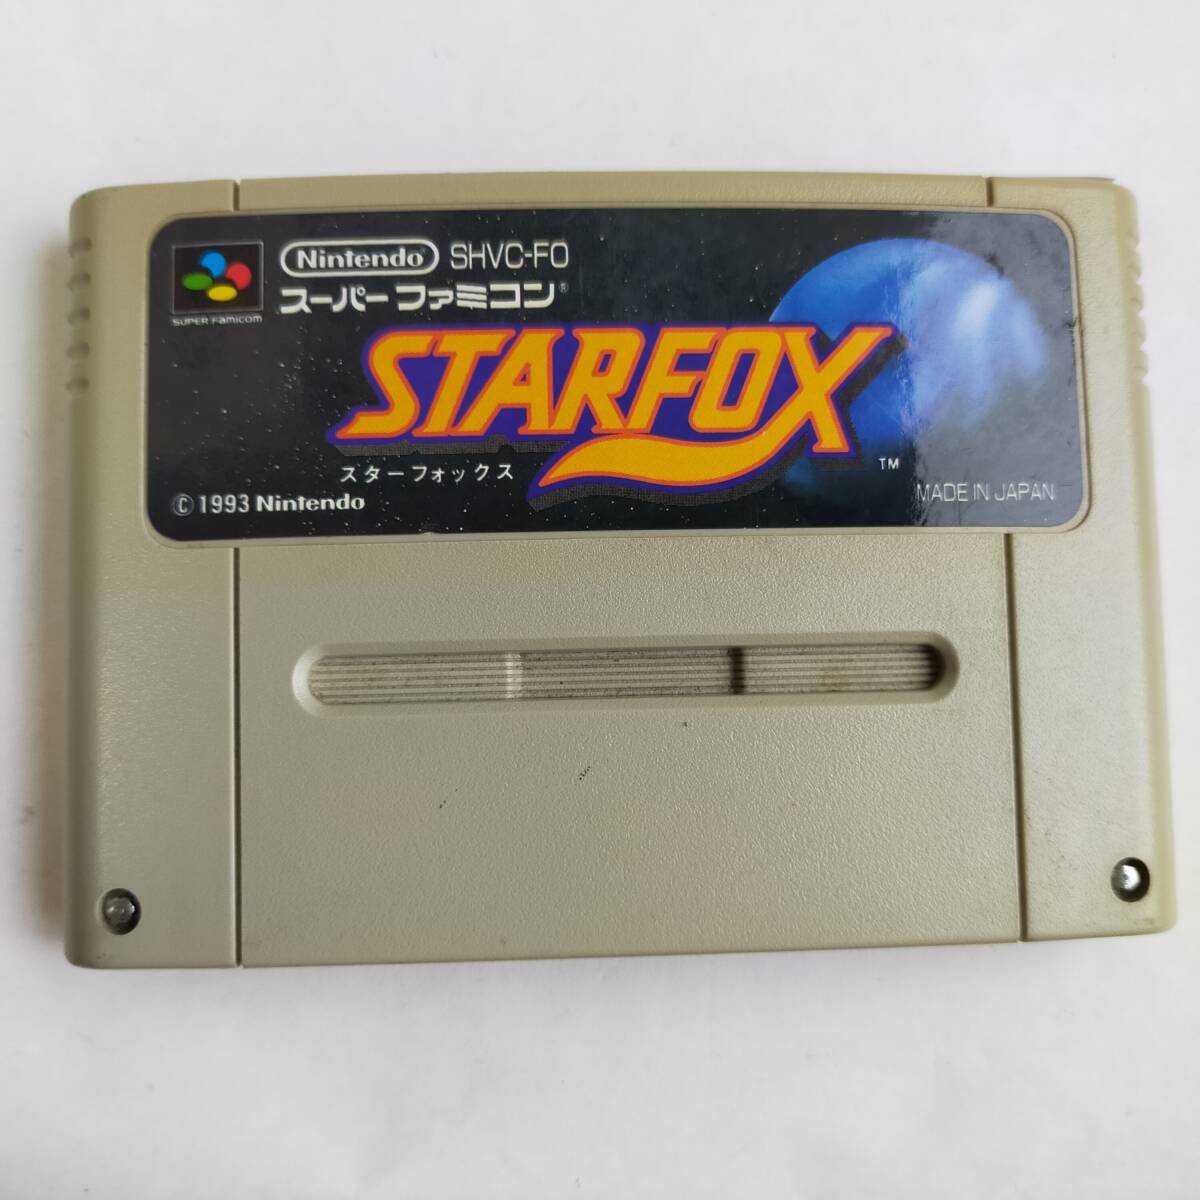 Nintendo SHVC-FO
スーパーファミコン®
SUPER FAMICOM
STARFOX
TM
スターフォックス
© 1993 Nintendo
MADE IN JAPAN